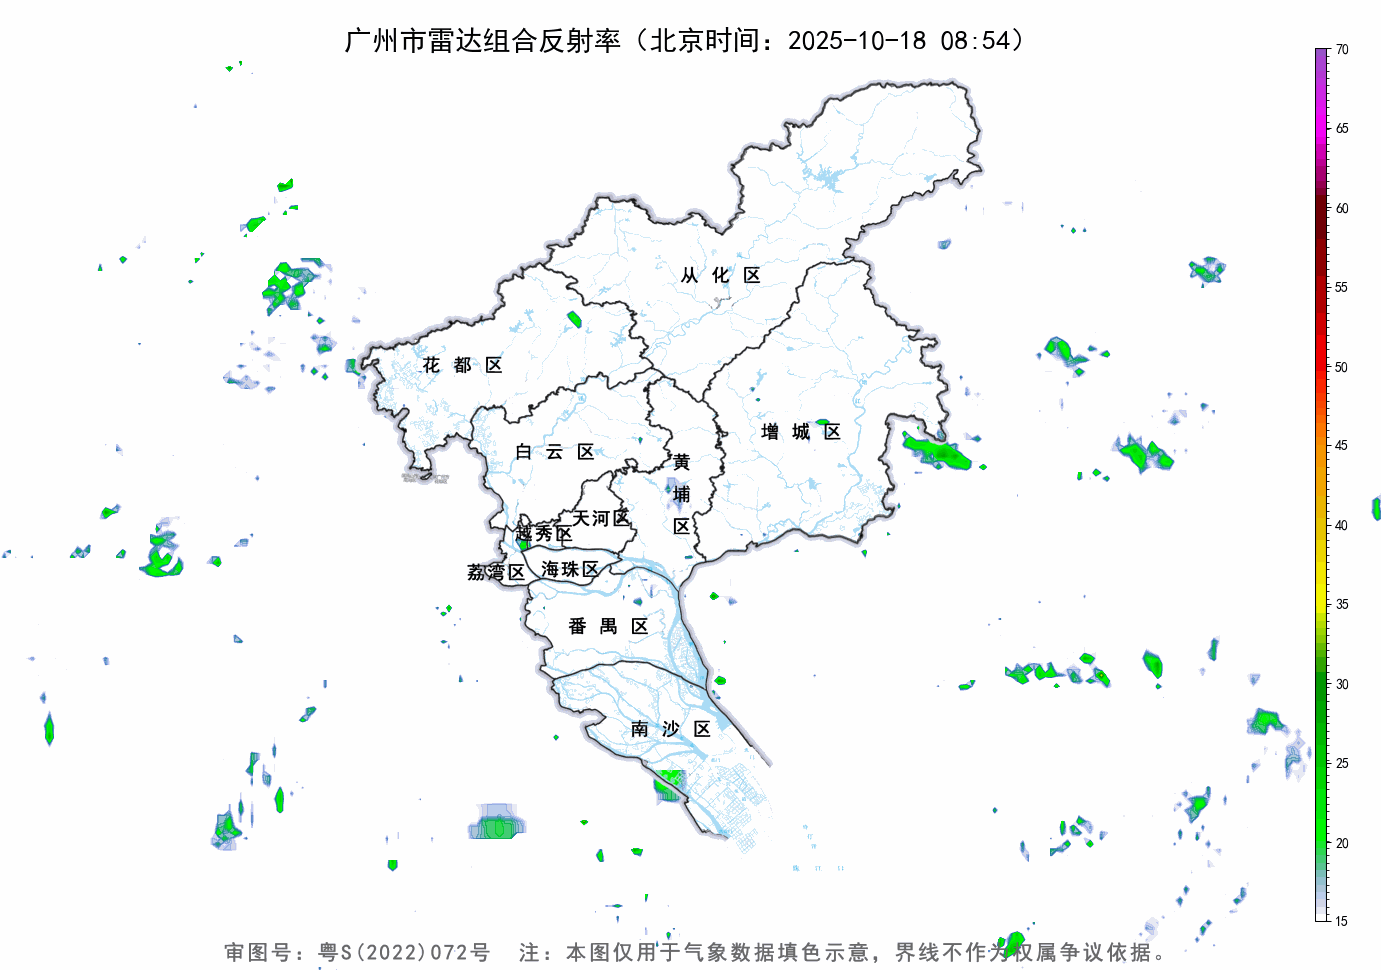 广州市雷达组合反射率（北京时间：2025-10-18 08:54）
70
65
60
55
50
45
40
35
30
25
20
15
从化区
花都区
增城区
白云区
黄埔区
天河区
越秀区
海珠区
荔湾区
番禺区
南沙区
审图号：粤S(2022)072号 注：本图仅用于气象数据填色示意，界线不作为权属争议依据。